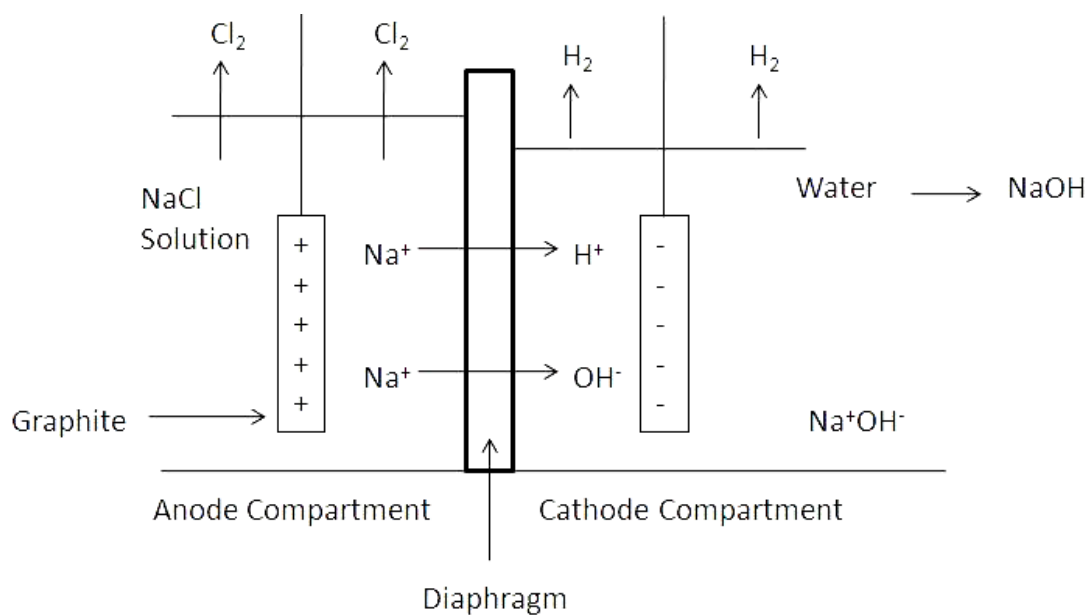 Cl₂ Cl₂
H₂ H₂
NaCl
Solution
Water NaOH
+ -
Na⁺ H⁺
+ -
+ -
+ -
Na⁺ OH⁻
+ -
Graphite
Na⁺OH⁻
Anode Compartment Cathode Compartment
Diaphragm